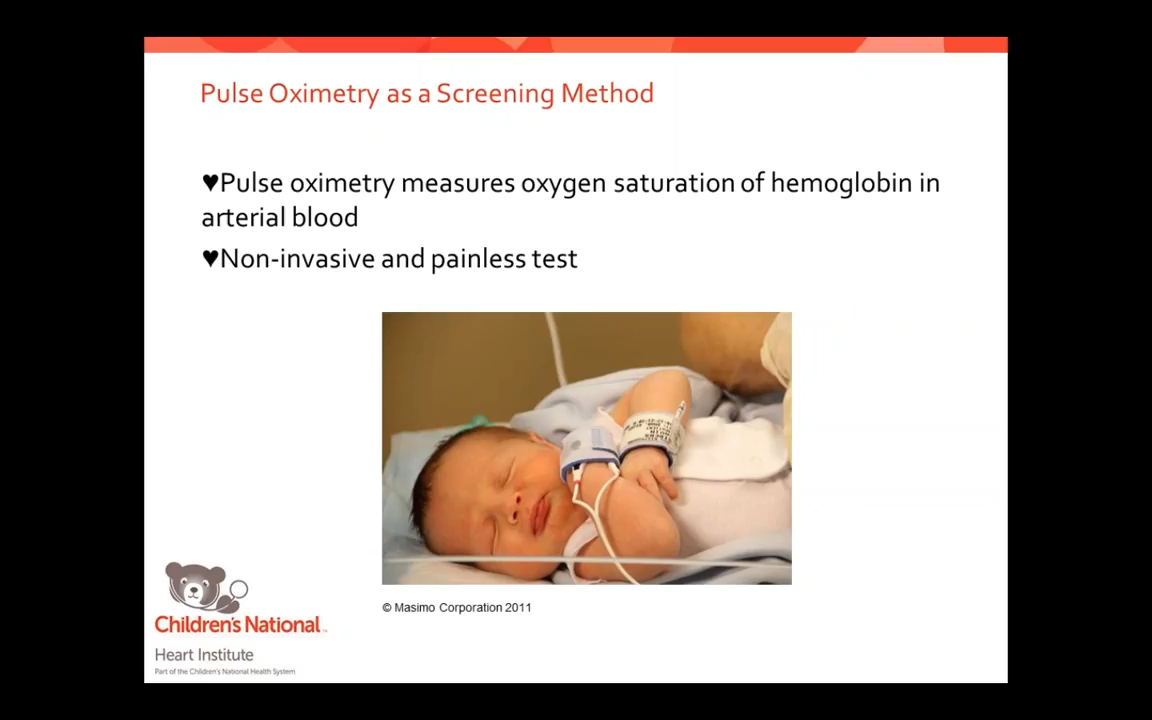 Pulse Oximetry as a Screening Method
♥Pulse oximetry measures oxygen saturation of hemoglobin in
arterial blood
♥Non-invasive and painless test
© Masimo Corporation 2011
Children's National™
Heart Institute
Part of the Children's National Health System